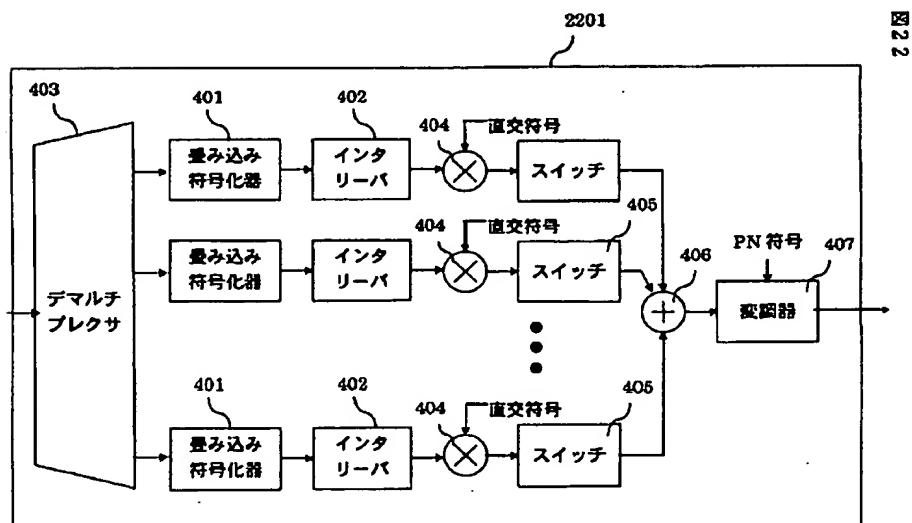 図22
2201
403
401
402
404
直交符号
畳み込み
符号化器
インタ
リーバ
スイッチ
404
直交符号
405
畳み込み
符号化器
インタ
リーバ
スイッチ
406
PN 符号
407
変調器
デマルチ
プレクサ
401
402
404
直交符号
405
畳み込み
符号化器
インタ
リーバ
スイッチ